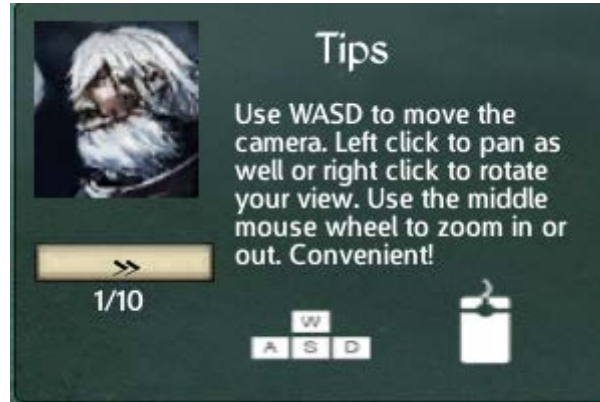 Tips
Use WASD to move the
camera. Left click to pan as
well or right click to rotate
your view. Use the middle
mouse wheel to zoom in or
out. Convenient!
>>
1/10
W
A S D